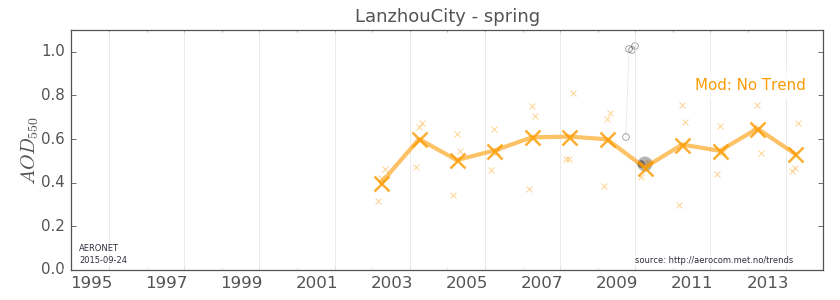 LanzhouCity - spring
1.0
0.8
0.6
0.4
0.2
0.0
AOD550
Mod: No Trend
AERONET
2015-09-24
source: http://aerocom.met.no/trends
1995 1997 1999 2001 2003 2005 2007 2009 2011 2013